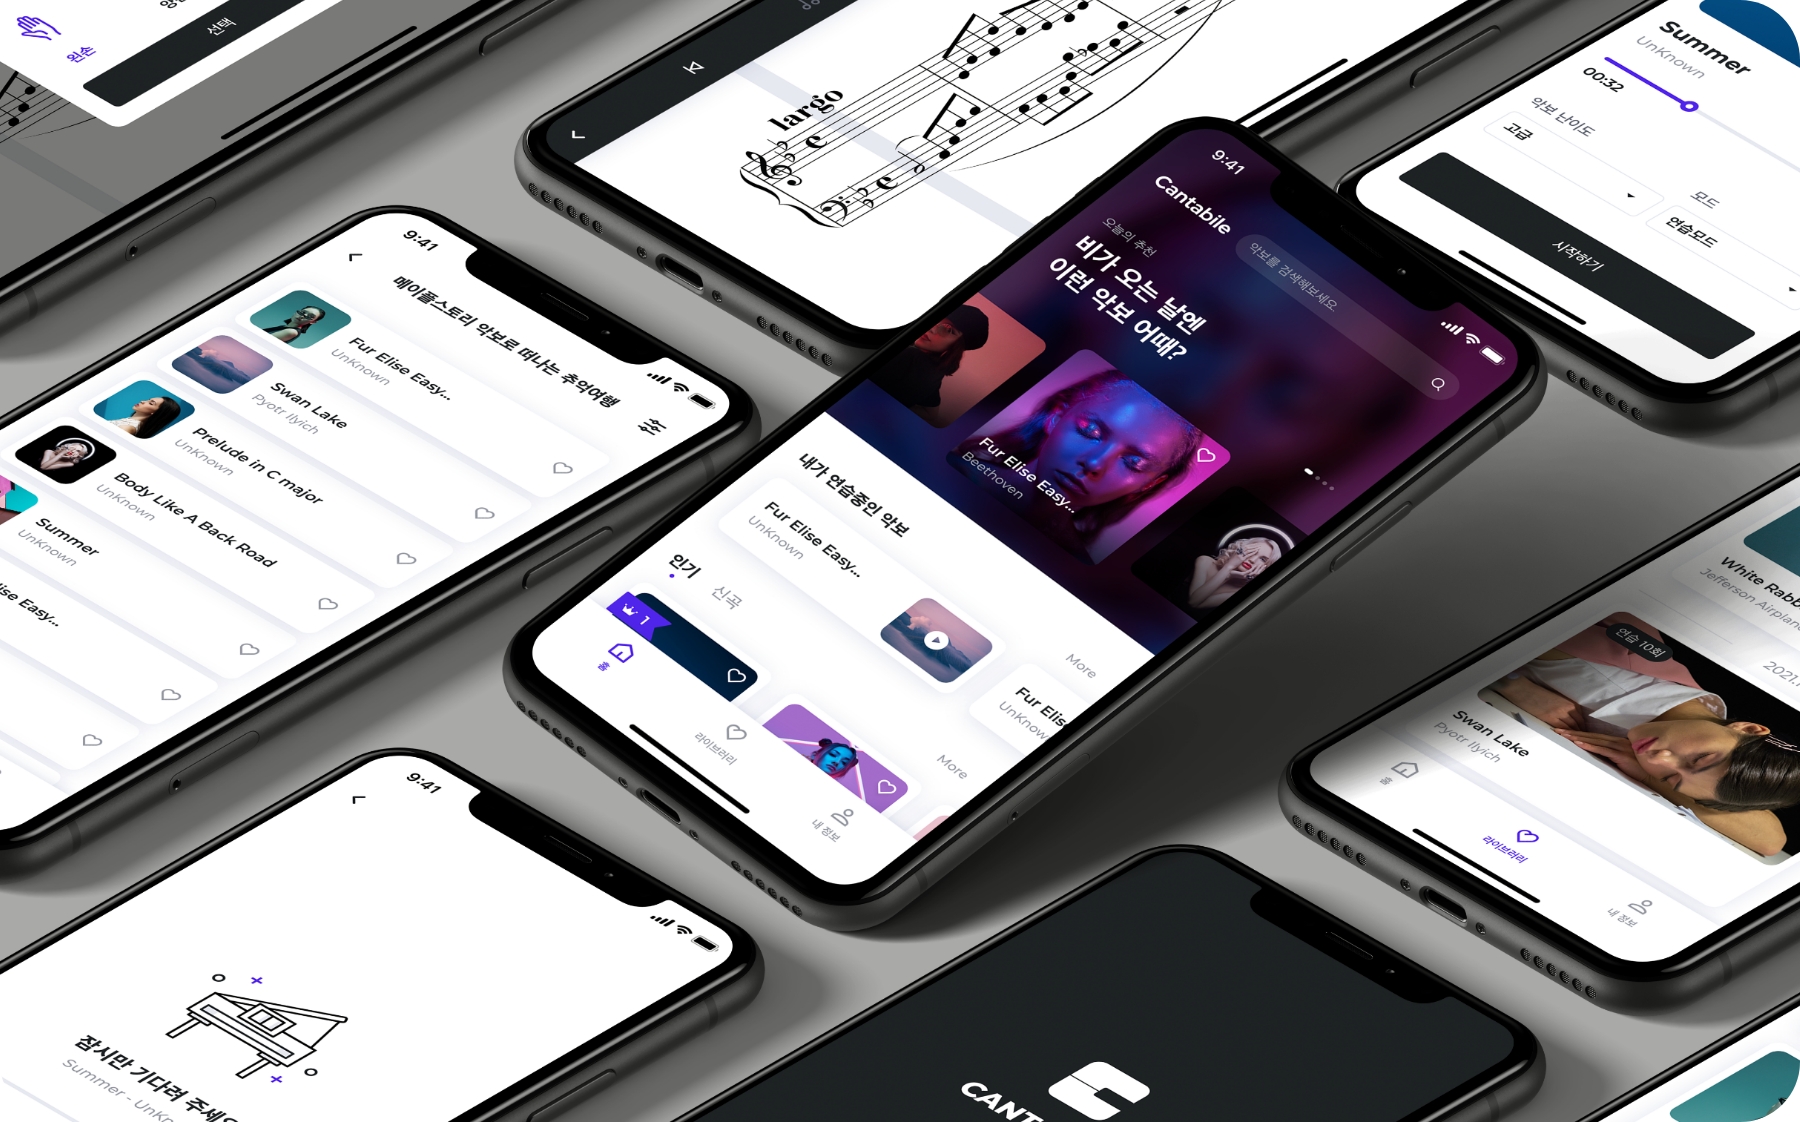 왼손
선택
largo
Summer
UnKnown
00:32
악보 난이도
고급
모드
연습모드
시작하기
9:41
메이플스토리 악보로 떠나는 추억여행
Fur Elise Easy...
UnKnown
Swan Lake
Pyotr Ilyich
Prelude in C major
UnKnown
Body Like A Back Road
UnKnown
Summer
UnKnown
ise Easy...
9:41
Cantabile
악보를 검색해보세요
오늘의 추천
비가 오는 날엔
이런 악보 어때?
Fur Elise Easy...
Beethoven
내가 연습중인 악보
More
Fur Elise Easy...
UnKnown
Fur Elis
UnKnow
인기
신곡
More
1
홈
라이브러리
내 정보
White Rabb
Jefferson Airplan
2021.
연습 10회
Swan Lake
Pyotr Ilyich
홈
라이브러리
내 정보
9:41
잠시만 기다려 주세요
Summer - UnKn
CANT